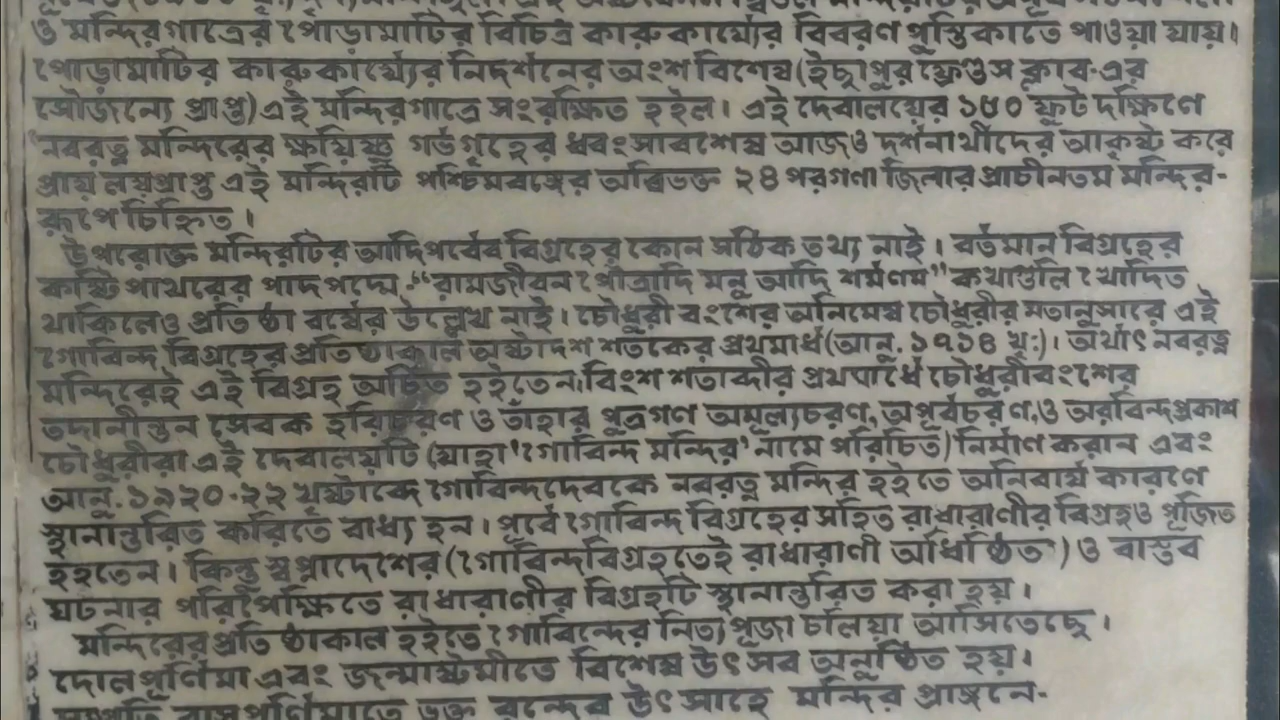 ও মন্দিরগাত্রের পোড়ামাটির বিচিত্র কারুকার্য্যের বিবরণ পুস্তিকাতে পাওয়া যায়।
পোড়ামাটির কারুকার্য্যের নিদর্শনের অংশ বিশেষ (ইছাপুর ফ্রেণ্ডস ক্লাব-এর
সৌজন্যে প্রাপ্ত) এই মন্দিরগাত্রে সংরক্ষিত হইল। এই দেবালয়ের ১৫০ ফুট দক্ষিণে
নবরত্ন মন্দিরের ক্ষয়িষ্ণু গর্ভগৃহের ধ্বংসাবশেষ আজও দর্শনার্থীদের আকৃষ্ট করে
প্রায় লয়প্রাপ্ত এই মন্দিরটি পশ্চিমবঙ্গের অবিভক্ত ২৪ পরগণা জিলার প্রাচীনতম মন্দির-
রূপে চিহ্নিত।
উপরোক্ত মন্দিরটির আদিপর্বের বিগ্রহের কোন সঠিক তথ্য নাই। বর্তমান বিগ্রহের
কষ্টি পাথরের পাদপদ্মে "রামজীবন পৌত্রাদি মনু আদি শর্মণম" কথাগুলি খোদিত
থাকিলেও প্রতিষ্ঠা বর্ষের উল্লেখ নাই। চৌধুরী বংশের অনিমেষ চৌধুরীর মতানুসারে এই
গোবিন্দ বিগ্রহের প্রতিষ্ঠাকাল অষ্টাদশ শতকের প্রথমার্ধ (আনু. ১৭১৪ খৃ:)। অর্থাৎ নবরত্ন
মন্দিরেই এই বিগ্রহ অর্চিত হইতেন। বিংশ শতাব্দীর প্রথমার্ধে চৌধুরীবংশের
তদানীন্তন সেবক হরিচরণ ও তাঁহার পুত্রগণ অমূল্যচরণ, অপূর্বচরণ, ও অরবিন্দপ্রকাশ
চৌধুরীরা এই দেবালয়টি (যাহা 'গোবিন্দ মন্দির' নামে পরিচিত) নির্মাণ করান এবং
আনু. ১৯২০-২২ খৃষ্টাব্দে গোবিন্দদেবকে নবরত্ন মন্দির হইতে অনিবার্য কারণে
স্থানান্তরিত করিতে বাধ্য হন। পূর্বে গোবিন্দ বিগ্রহের সহিত রাধারাণীর বিগ্রহও পূজিত
হইতেন। কিন্তু স্বপ্নাদেশের (গোবিন্দবিগ্রহতেই রাধারাণী অধিষ্ঠিত) ও বাস্তব
ঘটনার পরিপ্রেক্ষিতে রাধারাণীর বিগ্রহটি স্থানান্তরিত করা হয়।
মন্দিরের প্রতিষ্ঠাকাল হইতে গোবিন্দের নিত্য পূজা চলিয়া আসিতেছে।
দোলপূর্ণিমা এবং জন্মাষ্টমীতে বিশেষ উৎসব অনুষ্ঠিত হয়।
সম্প্রতি রাসপূর্ণিমাতে ভক্ত বৃন্দের উৎসাহে মন্দির প্রাঙ্গনে-